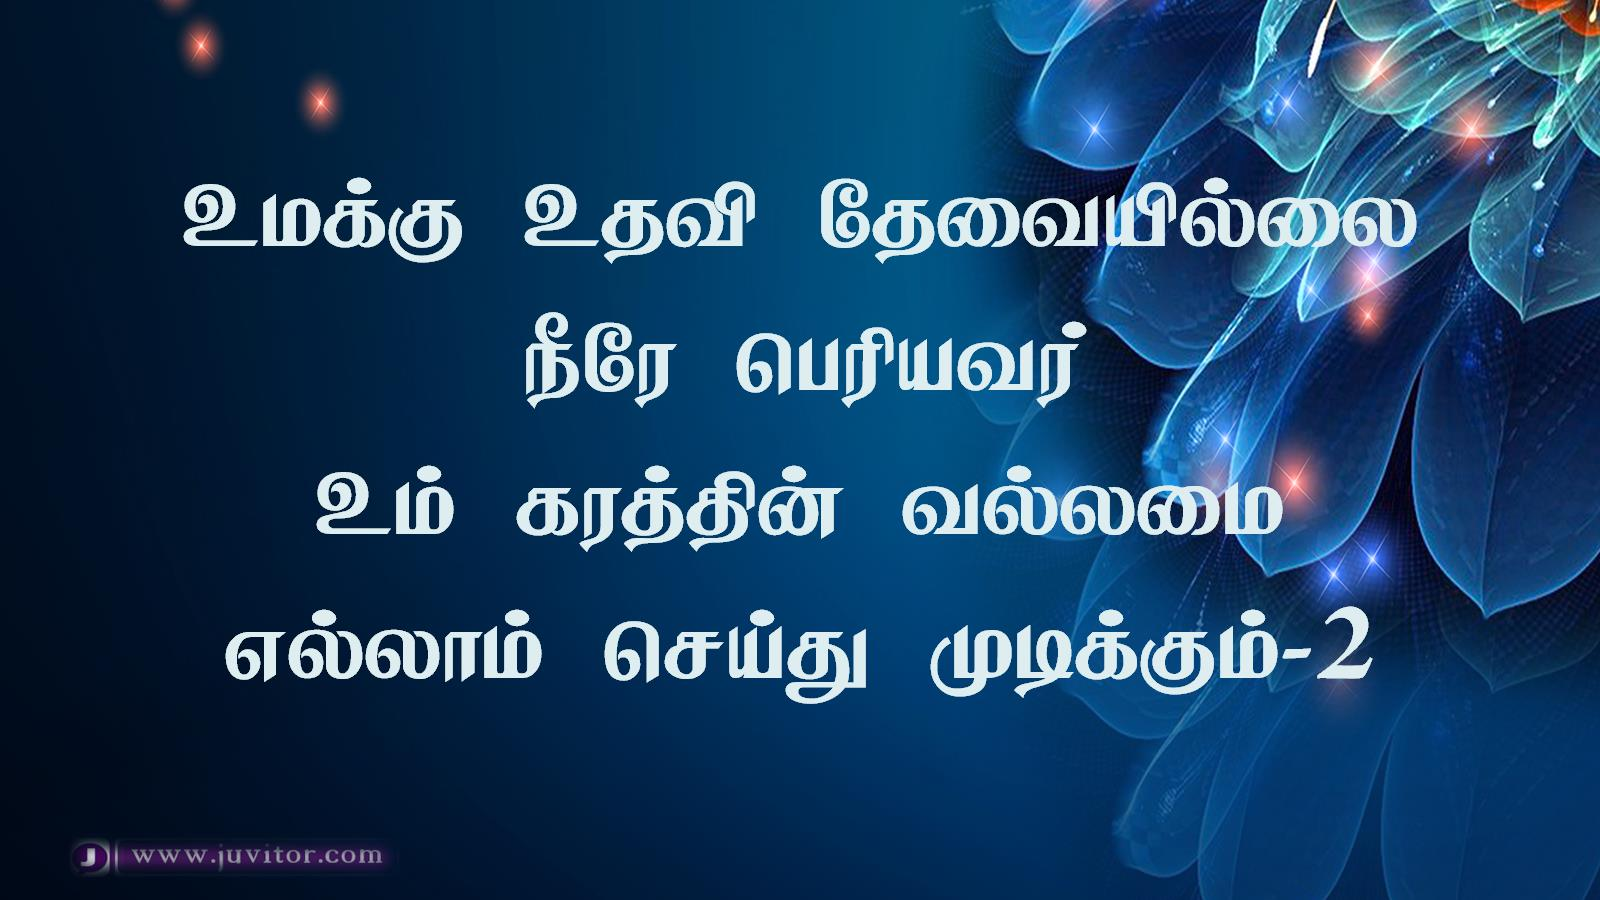 உமக்கு உதவி தேவையில்லை
நீரே பெரியவர்
உம் கரத்தின் வல்லமை
எல்லாம் செய்து முடிக்கும்-2
J www.juvitor.com